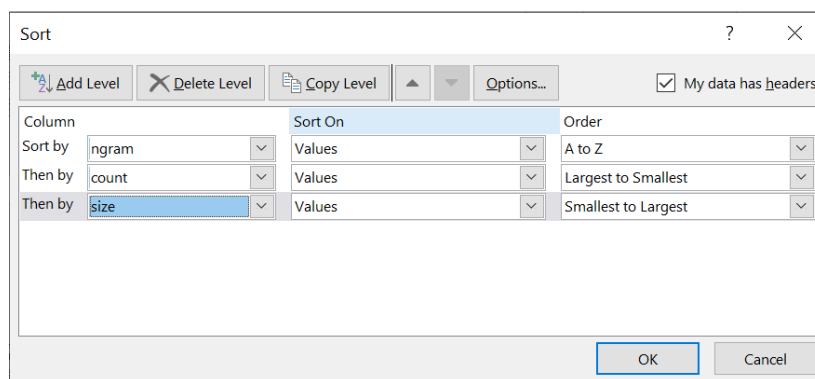 Sort ?
Add Level Delete Level Copy Level Options... My data has headers
Column Sort On Order
Sort by ngram Values A to Z
Then by count Values Largest to Smallest
Then by size Values Smallest to Largest
OK Cancel